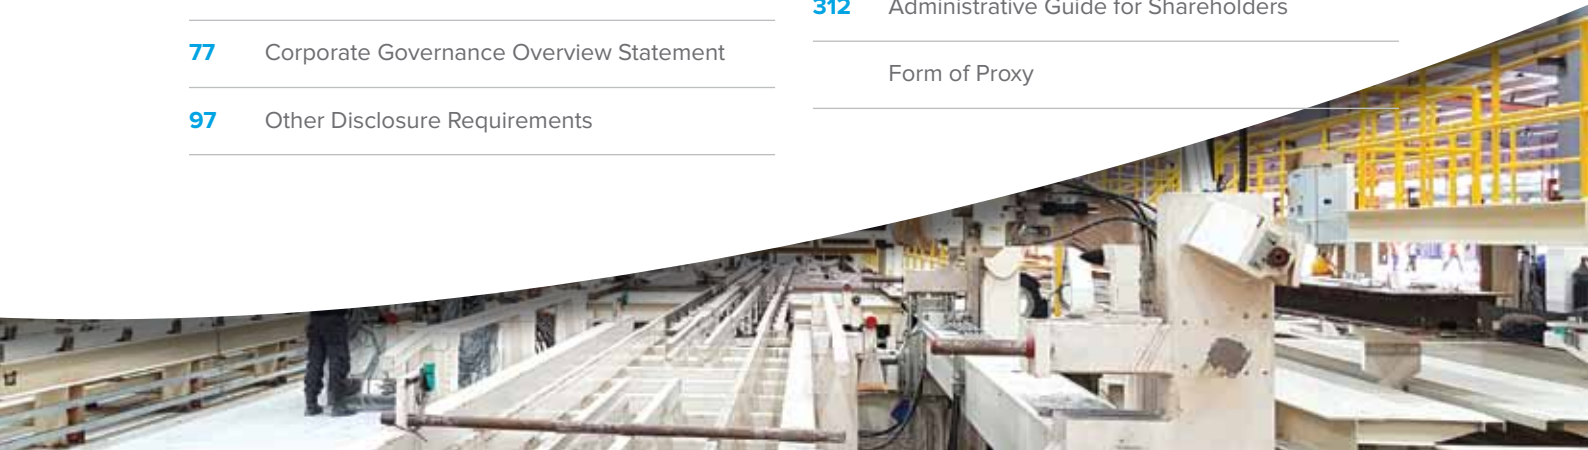 77 Corporate Governance Overview Statement
97 Other Disclosure Requirements
312 Administrative Guide for Shareholders
Form of Proxy